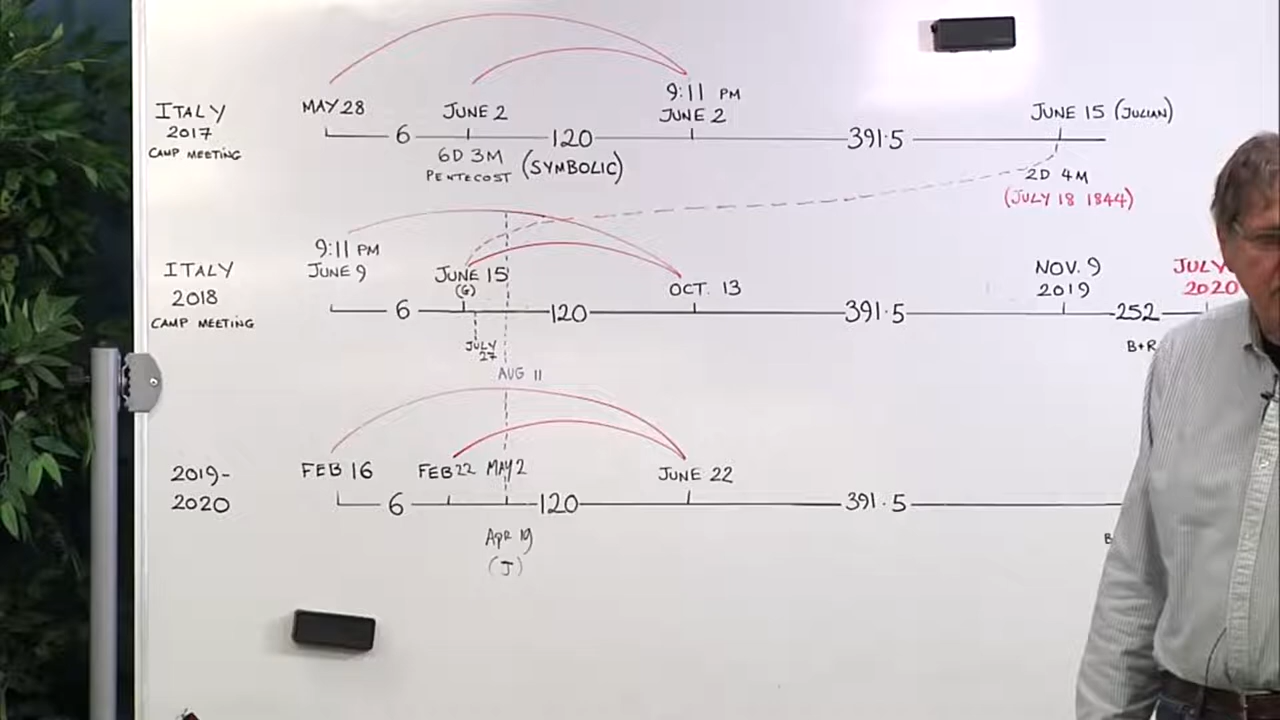 9:11 PM
ITALY MAY 28 JUNE 2 JUNE 2 JUNE 15 (JULIAN)
2017 6 120 391.5
CAMP MEETING 6D 3M (SYMBOLIC)
PENTECOST 2D 4M
(JULY 18 1844)
9:11 PM
ITALY JUNE 9 JUNE 15 OCT. 13 NOV. 9 JULY
2018 (G) 2019 2020
CAMP MEETING 6 120 391.5 252
JULY B+R
27
AUG 11
2019- FEB 16 FEB 22 MAY 2 JUNE 22
2020 6 120 391.5
Apr 19 B
(J)